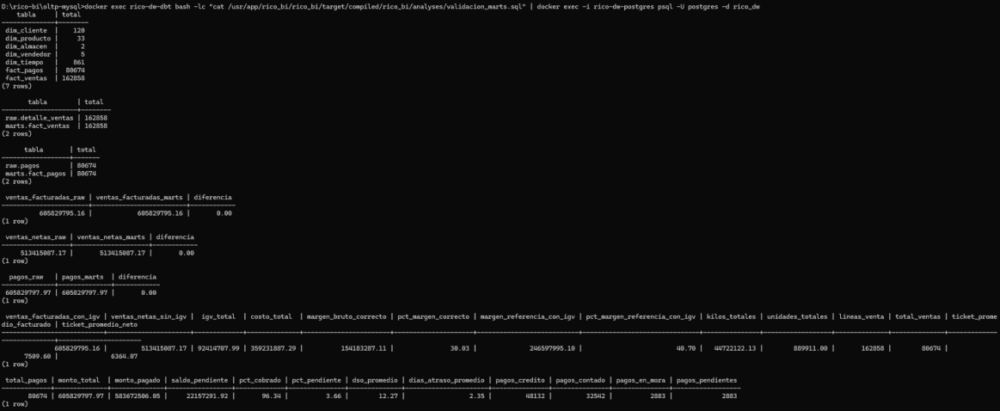 D:\rico-bi\oltp-mysql>docker exec rico-dw-dbt bash -lc "cat /usr/app/rico_bi/rico_bi/target/compiled/rico_bi/analyses/validacion_marts.sql" | docker exec -i rico-dw-postgres psql -U postgres -d rico_dw
tabla | total
--------------+--------
dim_cliente | 120
dim_producto | 33
dim_almacen | 2
dim_vendedor | 5
dim_tiempo | 861
fact_pagos | 80674
fact_ventas | 162858
(7 rows)
tabla | total
--------------------+--------
raw.detalle_ventas | 162858
marts.fact_ventas | 162858
(2 rows)
tabla | total
------------------+-------
raw.pagos | 80674
marts.fact_pagos | 80674
(2 rows)
ventas_facturadas_raw | ventas_facturadas_marts | diferencia
-----------------------+-------------------------+------------
605829795.16 | 605829795.16 | 0.00
(1 row)
ventas_netas_raw | ventas_netas_marts | diferencia
------------------+--------------------+------------
513415087.17 | 513415087.17 | 0.00
(1 row)
pagos_raw | pagos_marts | diferencia
--------------+--------------+------------
605829797.97 | 605829797.97 | 0.00
(1 row)
ventas_facturadas_con_igv | ventas_netas_sin_igv | igv_total | costo_total | margen_bruto_correcto | pct_margen_correcto | margen_referencia_con_igv | pct_margen_referencia_con_igv | kilos_totales | unidades_totales | lineas_venta | total_ventas | ticket_prome
dio_facturado | ticket_promedio_neto
---------------------------+----------------------+-------------+--------------+-----------------------+---------------------+---------------------------+-------------------------------+---------------+------------------+--------------+--------------+-------------
--------------+----------------------
605829795.16 | 513415087.17 | 92414707.99 | 359231887.29 | 154183287.11 | 30.03 | 246597995.10 | 40.70 | 44722122.13 | 889911.00 | 162858 | 80674 |
7509.60 | 6364.07
(1 row)
total_pagos | monto_total | monto_pagado | saldo_pendiente | pct_cobrado | pct_pendiente | dso_promedio | dias_atraso_promedio | pagos_credito | pagos_contado | pagos_en_mora | pagos_pendientes
-------------+--------------+--------------+-----------------+-------------+---------------+--------------+----------------------+---------------+---------------+---------------+------------------
80674 | 605829797.97 | 583672506.05 | 22157291.92 | 96.34 | 3.66 | 12.27 | 2.35 | 48132 | 32542 | 2883 | 2883
(1 row)